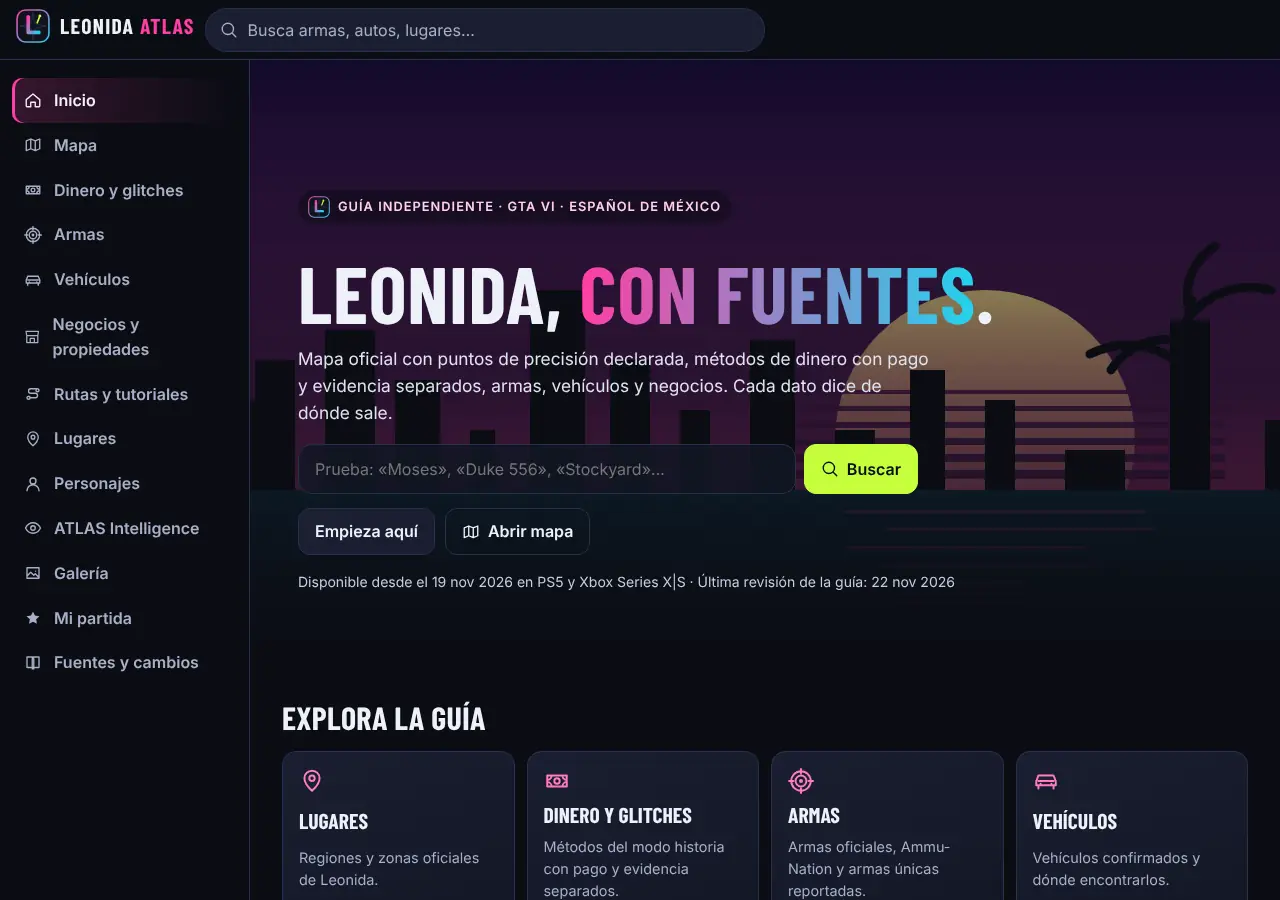 LEONIDA ATLAS
Busca armas, autos, lugares...
Inicio
Mapa
Dinero y glitches
Armas
Vehículos
Negocios y
propiedades
Rutas y tutoriales
Lugares
Personajes
ATLAS Intelligence
Galería
Mi partida
Fuentes y cambios
GUÍA INDEPENDIENTE · GTA VI · ESPAÑOL DE MÉXICO
LEONIDA, CON FUENTES.
Mapa oficial con puntos de precisión declarada, métodos de dinero con pago
y evidencia separados, armas, vehículos y negocios. Cada dato dice de
dónde sale.
Prueba: «Moses», «Duke 556», «Stockyard»...
Buscar
Empieza aquí
Abrir mapa
Disponible desde el 19 nov 2026 en PS5 y Xbox Series X|S · Última revisión de la guía: 22 nov 2026
EXPLORA LA GUÍA
LUGARES
Regiones y zonas oficiales
de Leonida.
DINERO Y GLITCHES
Métodos del modo historia
con pago y evidencia
separados.
ARMAS
Armas oficiales, Ammu-
Nation y armas únicas
reportadas.
VEHÍCULOS
Vehículos confirmados y
dónde encontrarlos.